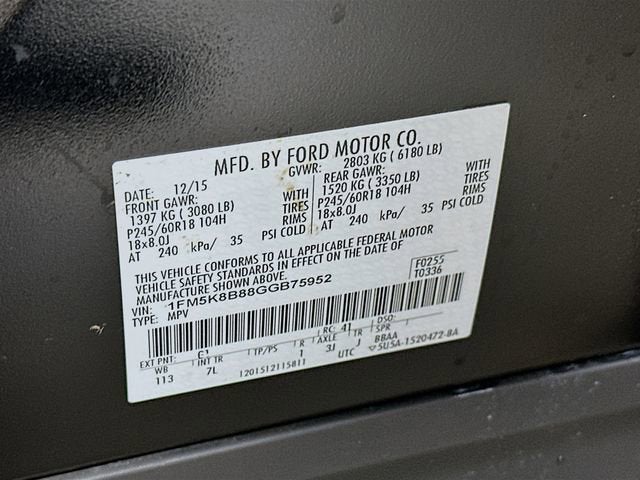 MFD. BY FORD MOTOR CO.
DATE: 12/15 GVWR: 2803 KG ( 6180 LB)
FRONT GAWR: REAR GAWR:
1397 KG ( 3080 LB) WITH 1520 KG ( 3350 LB) WITH
P245/60R18 104H TIRES P245/60R18 104H TIRES
18x8.0J RIMS 18x8.0J RIMS
AT 240 kPa/ 35 PSI COLD AT 240 kPa/ 35 PSI COLD
THIS VEHICLE CONFORMS TO ALL APPLICABLE FEDERAL MOTOR
VEHICLE SAFETY STANDARDS IN EFFECT ON THE DATE OF
MANUFACTURE SHOWN ABOVE.
F0255
T0336
VIN: 1FM5K8B88GGB75952
TYPE: MPV
EXT PNT: RC: 41 DSO:
WB INT TR TP/PS R AXLE TR SPR
113 7L 1 3J J BBAA
1201512115811 UTC 5U5A-1520472-BA